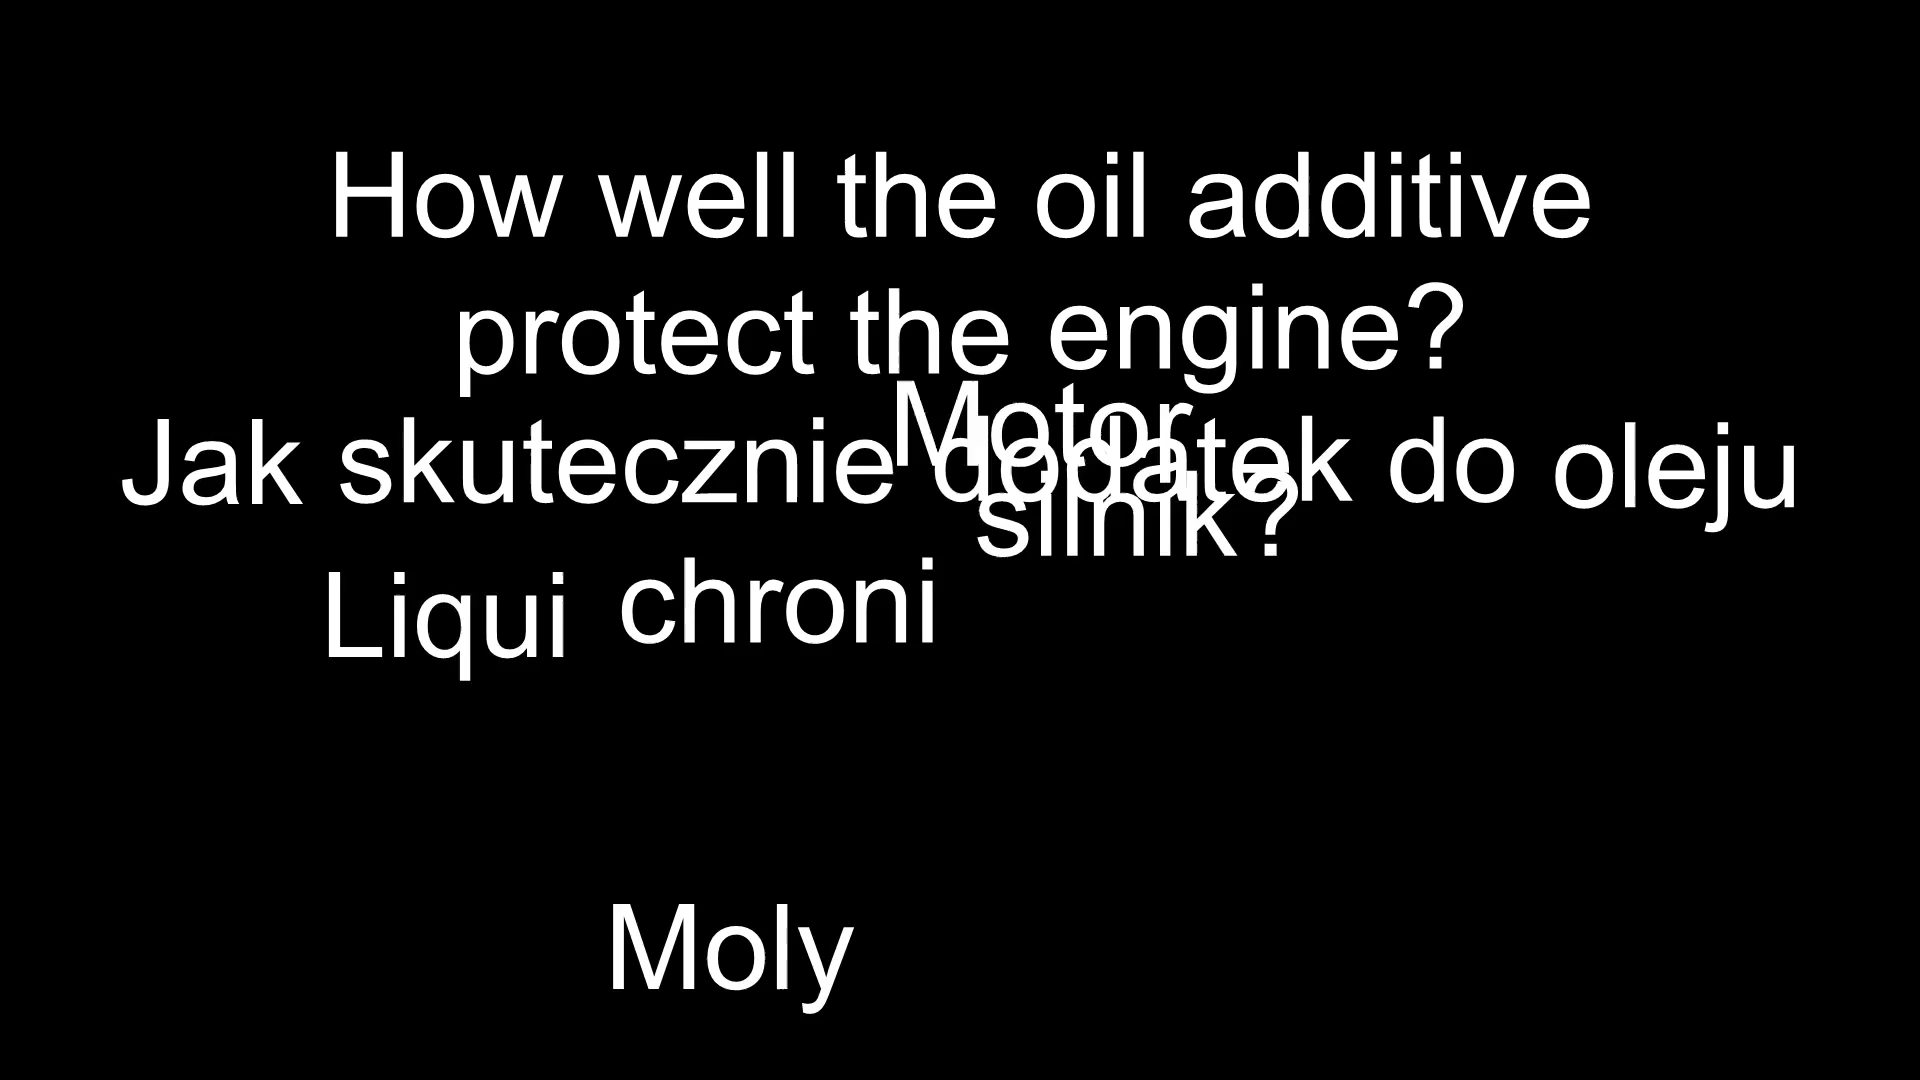 How well the oil additive
protect the engine?
Motor
Jak skutecznie dodatek do oleju
silnik?
Liqui chroni
Moly